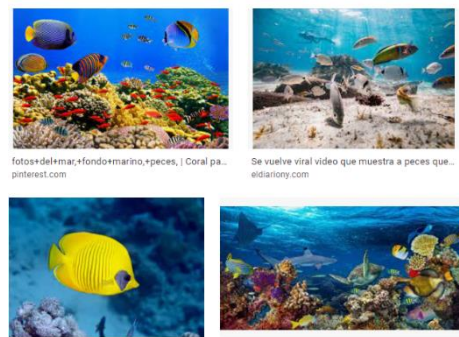 fotos+del+mar,+fondo+marino,+peces, | Coral pa...
pinterest.com
Se vuelve viral video que muestra a peces que...
eldiariony.com